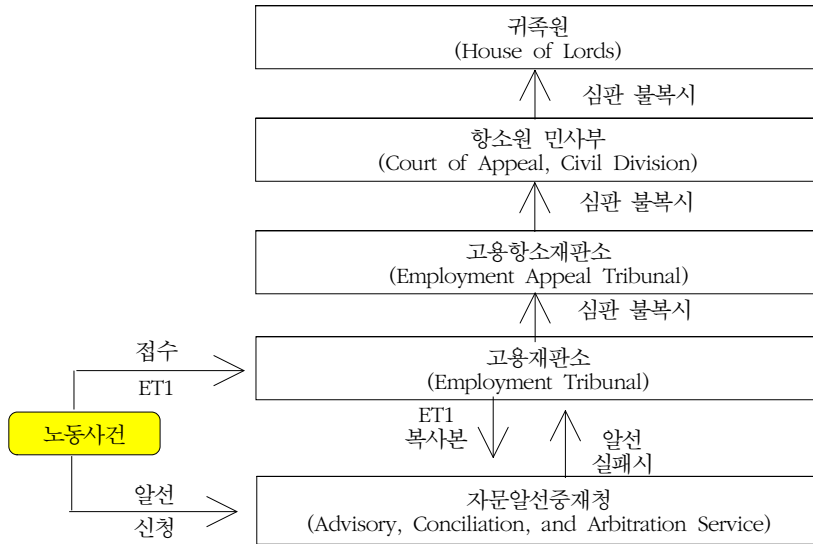 귀족원
(House of Lords)
심판 불복시
항소원 민사부
(Court of Appeal, Civil Division)
심판 불복시
고용항소재판소
(Employment Appeal Tribunal)
심판 불복시
접수
ET1
고용재판소
(Employment Tribunal)
노동사건
ET1
복사본
알선
실패시
알선
신청
자문알선중재청
(Advisory, Conciliation, and Arbitration Service)